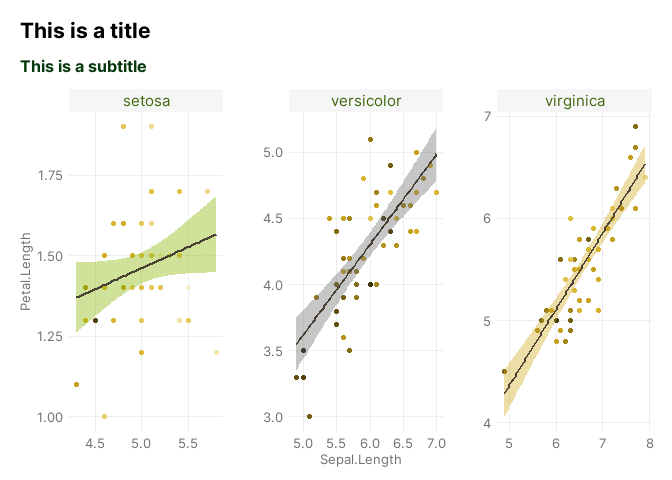 This is a title
This is a subtitle
setosa
versicolor
virginica
Petal.Length
1.75
1.50
1.25
1.00
5.0
4.5
4.0
3.5
3.0
7
6
5
4
4.5 5.0 5.5
5.0 5.5 6.0 6.5 7.0
5 6 7 8
Sepal.Length